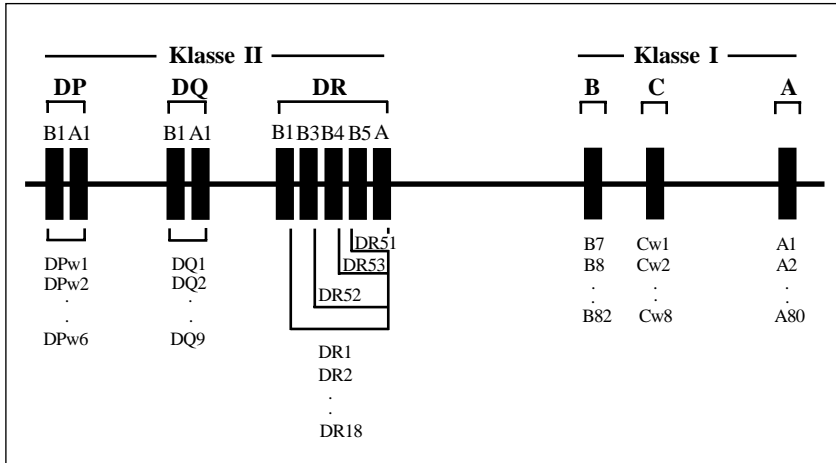 Klasse II Klasse I
DP DQ DR B C A
B1 A1 B1 A1 B1 B3 B4 B5 A
DR51
DPw1 DQ1 DR53 B7 Cw1 A1
DPw2 DQ2 B8 Cw2 A2
. . DR52 . . .
. . . . .
B82 Cw8 A80
DPw6 DQ9
DR1
DR2
.
.
DR18